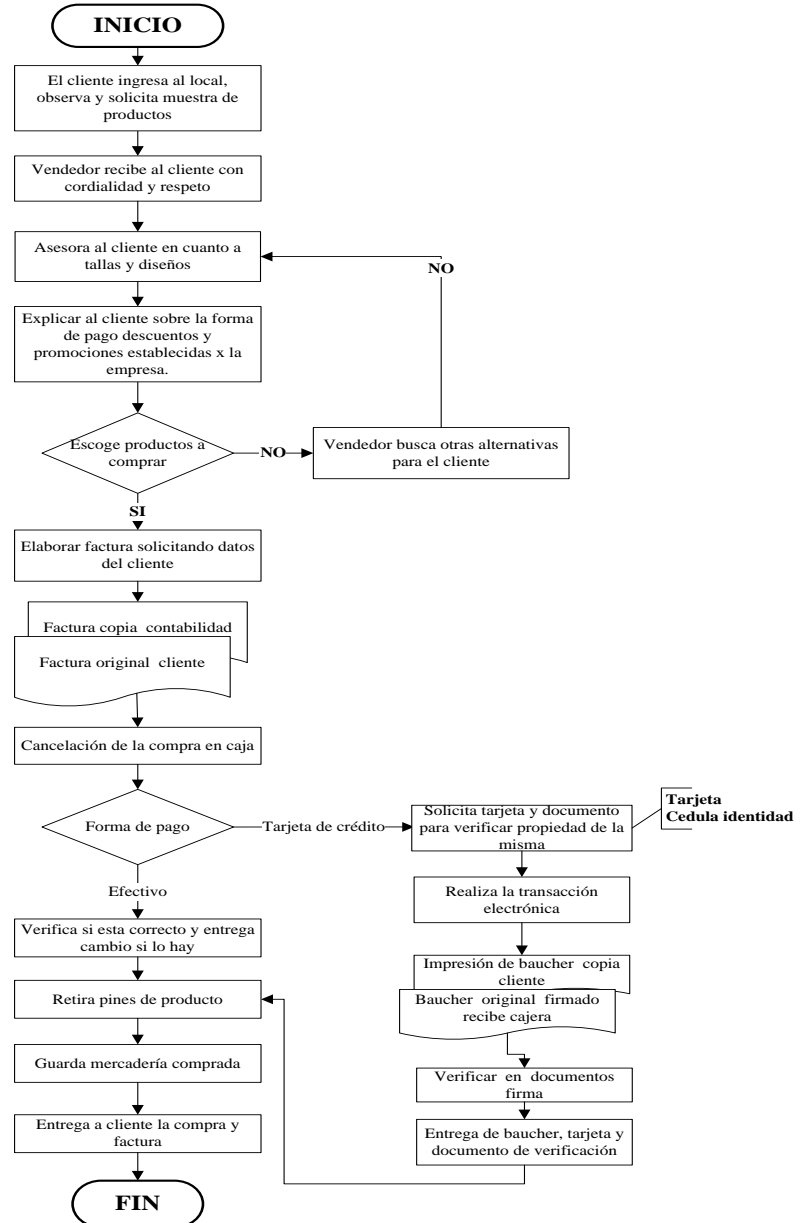 INICIO
El cliente ingresa al local,
observa y solicita muestra de
productos
Vendedor recibe al cliente con
cordialidad y respeto
Asesora al cliente en cuanto a
tallas y diseños
NO
Explicar al cliente sobre la forma
de pago descuentos y
promociones establecidas x la
empresa.
Escoge productos a
comprar
NO
Vendedor busca otras alternativas
para el cliente
SI
Elaborar factura solicitando datos
del cliente
Factura copia contabilidad
Factura original cliente
Cancelación de la compra en caja
Forma de pago
Tarjeta de crédito
Solicita tarjeta y documento
para verificar propiedad de la
misma
Tarjeta
Cedula identidad
Efectivo
Realiza la transacción
electrónica
Verifica si esta correcto y entrega
cambio si lo hay
Impresión de baucher copia
cliente
Baucher original firmado
recibe cajera
Retira pines de producto
Guarda mercadería comprada
Verificar en documentos
firma
Entrega a cliente la compra y
factura
Entrega de baucher, tarjeta y
documento de verificación
FIN